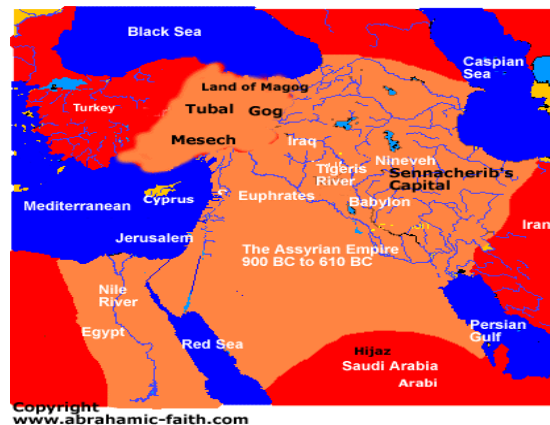 Black Sea
Caspian
Sea
Land of Magog
Turkey
Tubal
Gog
Mesech
Iraq
Nineveh
Tigeris
River
Sennacherib's
Capital
Mediterranean
Cyprus
Euphrates
Babylon
Jerusalem
Iran
The Assyrian Empire
900 BC to 610 BC
Nile
River
Egypt
Red Sea
Persian
Gulf
Hijaz
Saudi Arabia
Arabi
Copyright
www.abrahamic-faith.com